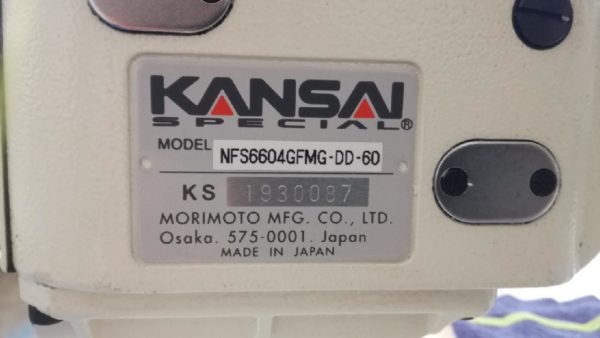 KANSAI
SPECIAL®
MODEL NFS6604GFMG-DD-60
KS 1930087
MORIMOTO MFG. CO., LTD.
Osaka. 575-0001. Japan
MADE IN JAPAN